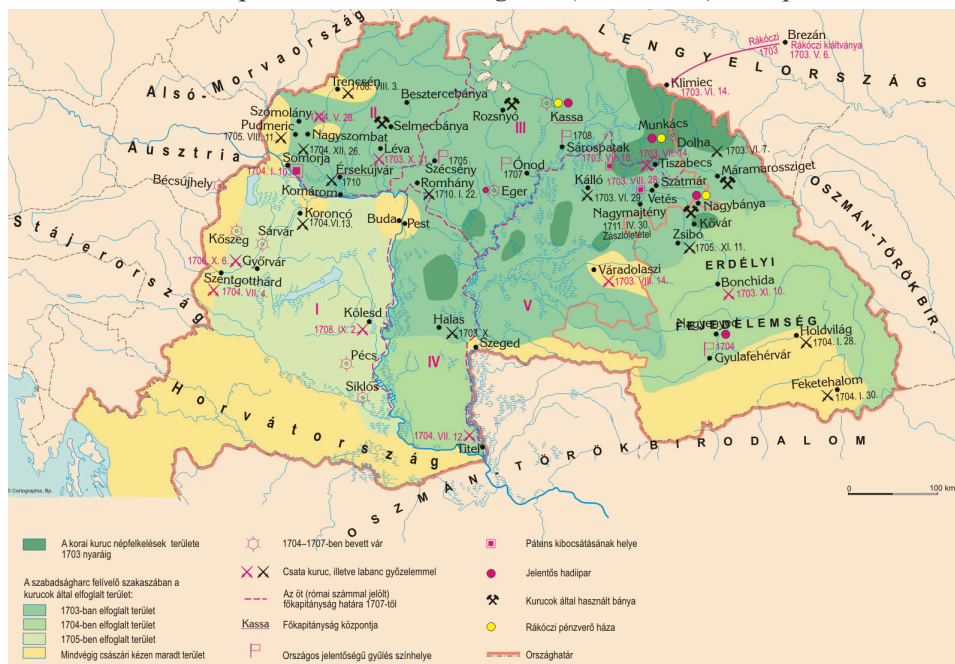 LENGYELORSZÁG
Alsó-Morvaország
Ausztria
Stájerország
Horvátország
OSZMÁN-TÖRÖK BIRODALOM
OSZMÁN-TÖRÖK BIR
ERDÉLYI
FEJEDELEMSÉG
Rákóczi
1703
Brezán
Rákóczi kiáltványa
1703. V. 6.
Klimiec
1703. VI. 14.
Trencsén
1708. VIII. 3.
Szomolány
V. 28.
Pudmeric
1705. VIII. 11
Nagyszombat
1704. XII. 26.
II
Besztercebánya
Selmecbánya
Léva
1703. X. 31.
Somorja
Érsekújvár
1710
Komárom
Bécsújhely
1705
Szécsény
Romhány
1710. I. 22.
Rozsnyó
III
Kassa
1708
Sárospatak
Ónod
1707
Eger
Munkács
Dolha
1703. VI. 7.
Tiszabecs
1703. VIII. 28.
Máramarossziget
Kálló
1703. VI. 29.
Szatmár
Vetés
Nagymajtény
1711. IV. 30.
Zászlóletétel
Nagybánya
Kővár
Zsibó
1705. XI. 11.
Koroncó
1704.VI.13.
Buda
Pest
Kőszeg
Sárvár
1706. X. 6.
Győrvár
Szentgotthárd
1704. VII. 4.
I
Kölesd
1708. IX. 2.
Pécs
Siklós
Halas
1703. X.
IV
Szeged
V
Váradolaszi
1703. VIII. 14.
Bonchida
1703. XI. 10.
1704
Gyulafehérvár
Holdvilág
1704. I. 28.
Feketehalom
1704. I. 30.
1704. VII. 12.
Titel
© Cartographia, Bp.
0 100 km
A korai kuruc népfelkelések területe
1703 nyaráig
A szabadságharc felívelő szakaszában a
kurucok által elfoglalt terület:
1703-ban elfoglalt terület
1704-ben elfoglalt terület
1705-ben elfoglalt terület
Mindvégig császári kézen maradt terület
1704–1707-ben bevett vár
Csata kuruc, illetve labanc győzelemmel
Az öt (római számmal jelölt)
főkapitányság határa 1707-től
Kassa Főkapitányság központja
Országos jelentőségű gyűlés színhelye
Pátens kibocsátásának helye
Jelentős hadiipar
Kurucok által használt bánya
Rákóczi pénzverő háza
Országhatár